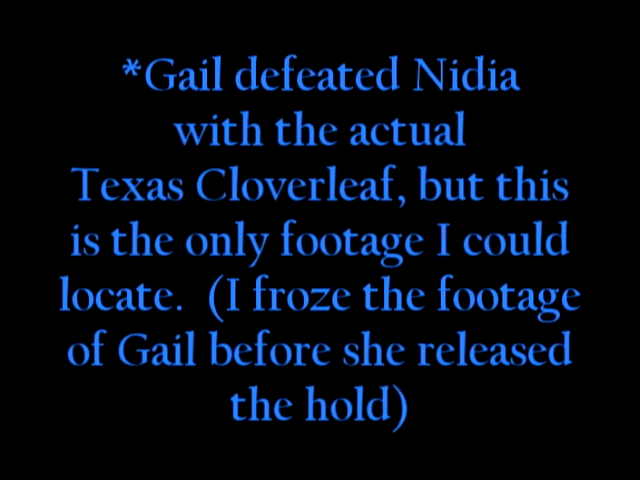 *Gail defeated Nidia
with the actual
Texas Cloverleaf, but this
is the only footage I could
locate.  (I froze the footage
of Gail before she released
the hold)